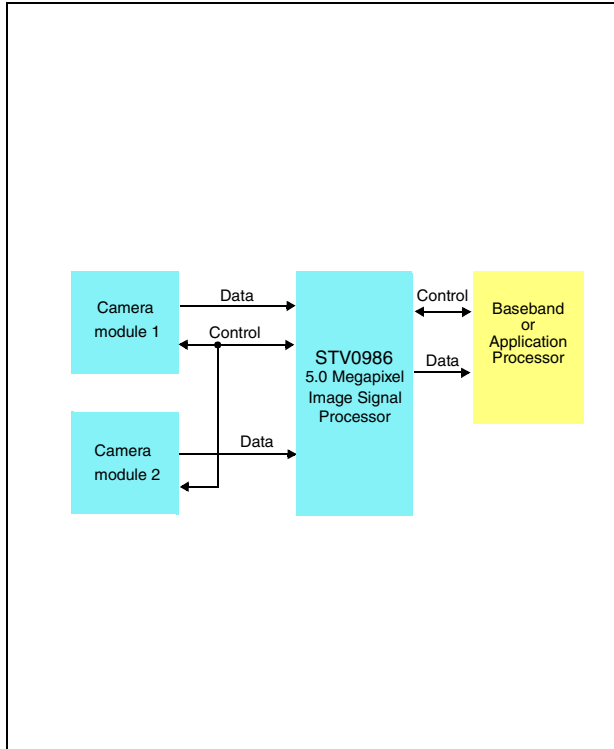 Camera
module 1
Data
Control
Camera
module 2
Data
STV0986
5.0 Megapixel
Image Signal
Processor
Control
Data
Baseband
or
Application
Processor